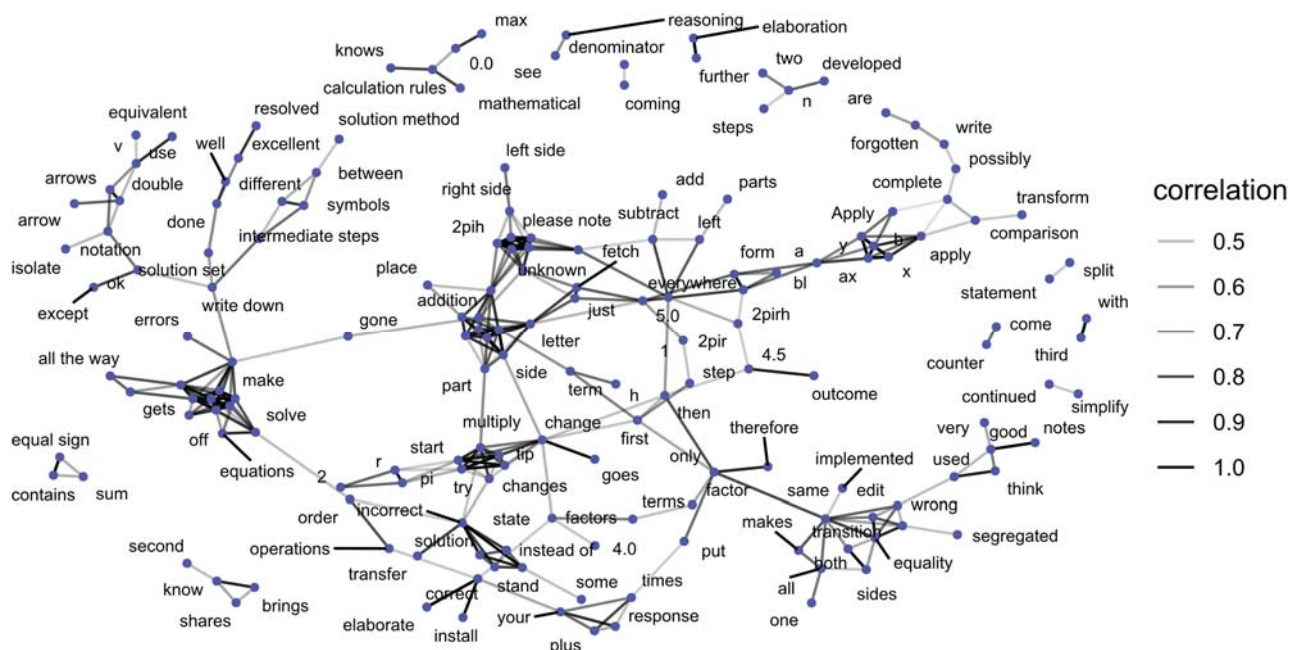 max
reasoning
elaboration
knows
0.0
see
denominator
two
developed
calculation rules
further
mathematical
coming
n
are
steps
equivalent
resolved
solution method
v
use
well
excellent
write
forgotten
left side
between
possibly
arrows
double
different
right side
add
parts
complete
transform
correlation
arrow
done
symbols
2pih
please note
subtract
left
Apply
comparison
0.5
notation
intermediate steps
y
b
apply
isolate
solution set
place
unknown
fetch
form
a
ax
x
split
0.6
ok
everywhere
bl
statement
with
except
write down
addition
just
5.0
2pirh
0.7
errors
gone
letter
1
2pir
come
third
4.5
counter
0.8
all the way
make
part
side
term
step
outcome
continued
simplify
gets
solve
h
then
0.9
off
multiply
change
first
therefore
very
good
notes
equal sign
equations
start
tip
only
implemented
used
1.0
contains
sum
2
r
pi
try
changes
goes
factor
same
edit
think
order
incorrect
state
factors
terms
makes
transition
wrong
second
operations
solution
instead of
4.0
put
both
equality
segregated
know
transfer
stand
some
times
all
sides
shares
brings
correct
elaborate
install
your
plus
response
one